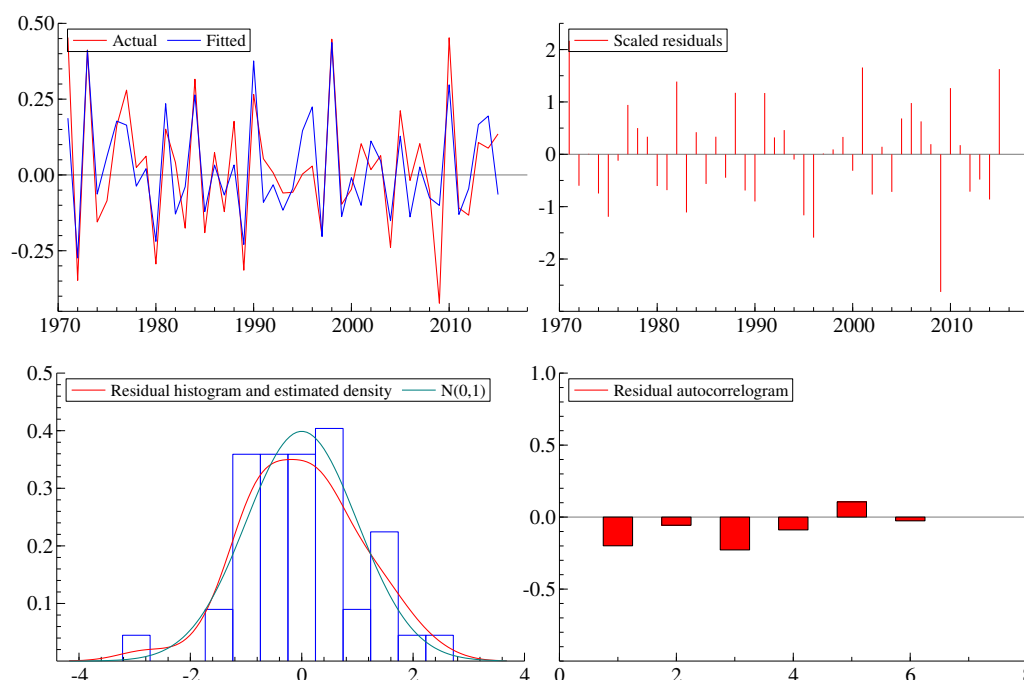 0.50
Actual Fitted
0.25
0.00
-0.25
1970 1980 1990 2000 2010
Scaled residuals
2
1
0
-1
-2
1970 1980 1990 2000 2010
0.5
Residual histogram and estimated density N(0,1)
0.4
0.3
0.2
0.1
-4 -2 0 2 4
1.0
Residual autocorrelogram
0.5
0.0
-0.5
0 2 4 6